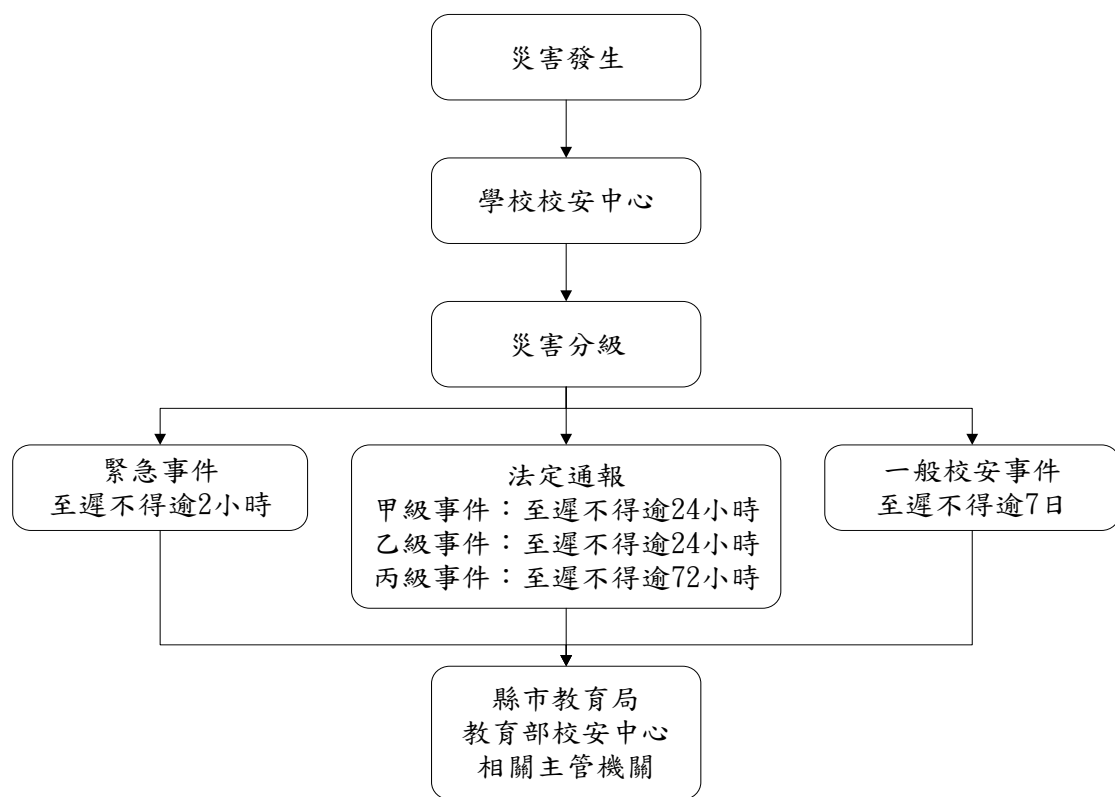 災害發生
學校校安中心
災害分級
緊急事件
至遲不得逾2小時
法定通報
甲級事件：至遲不得逾24小時
乙級事件：至遲不得逾24小時
丙級事件：至遲不得逾72小時
一般校安事件
至遲不得逾7日
縣市教育局
教育部校安中心
相關主管機關